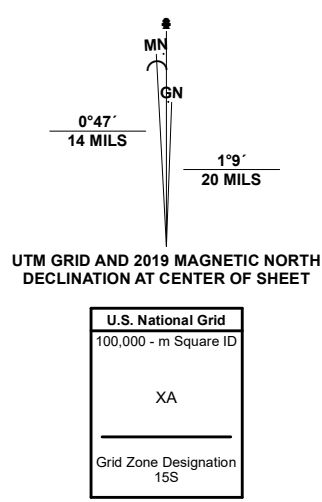 MN
GN
0°47´
14 MILS
1°9´
20 MILS
UTM GRID AND 2019 MAGNETIC NORTH
DECLINATION AT CENTER OF SHEET
U.S. National Grid
100,000 - m Square ID
XA
Grid Zone Designation
15S